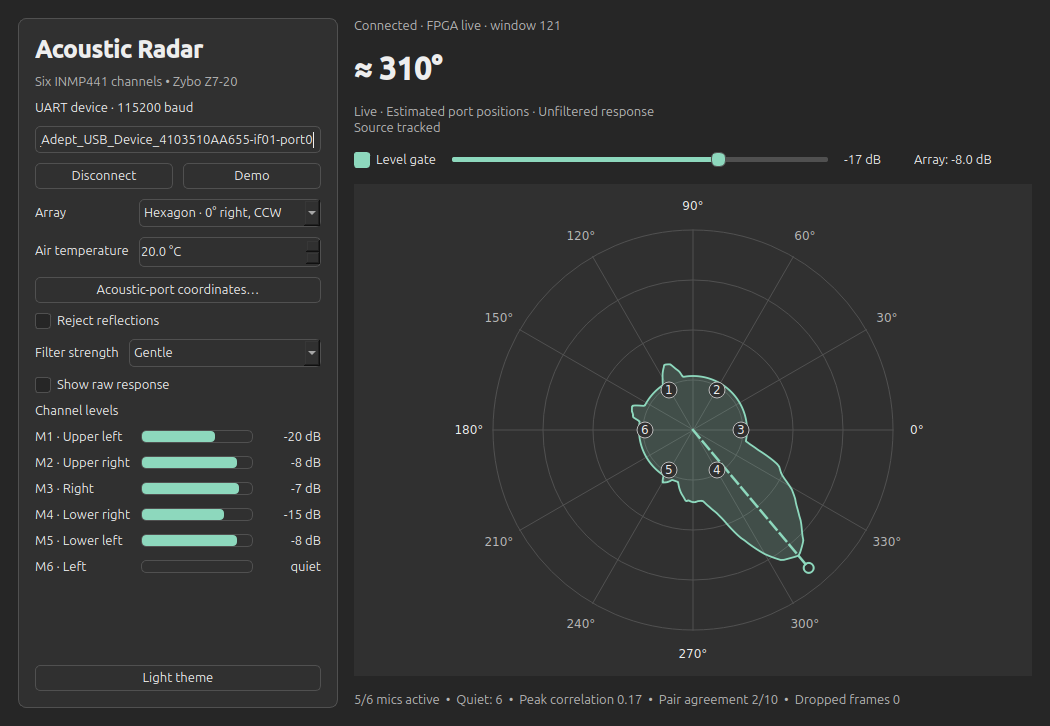 Acoustic Radar
Six INMP441 channels • Zybo Z7-20
UART device · 115200 baud
Adept_USB_Device_4103510AA655-if01-port0
Disconnect
Demo
Array
Hexagon · 0° right, CCW
Air temperature
20.0 °C
Acoustic-port coordinates…
Reject reflections
Filter strength
Gentle
Show raw response
Channel levels
M1 · Upper left -20 dB
M2 · Upper right -8 dB
M3 · Right -7 dB
M4 · Lower right -15 dB
M5 · Lower left -8 dB
M6 · Left quiet
Light theme
Connected · FPGA live · window 121
≈ 310°
Live · Estimated port positions · Unfiltered response
Source tracked
Level gate
-17 dB
Array: -8.0 dB
90°
120°
60°
150°
30°
1
2
180°
6
3
0°
5
4
210°
330°
240°
300°
270°
5/6 mics active • Quiet: 6 • Peak correlation 0.17 • Pair agreement 2/10 • Dropped frames 0